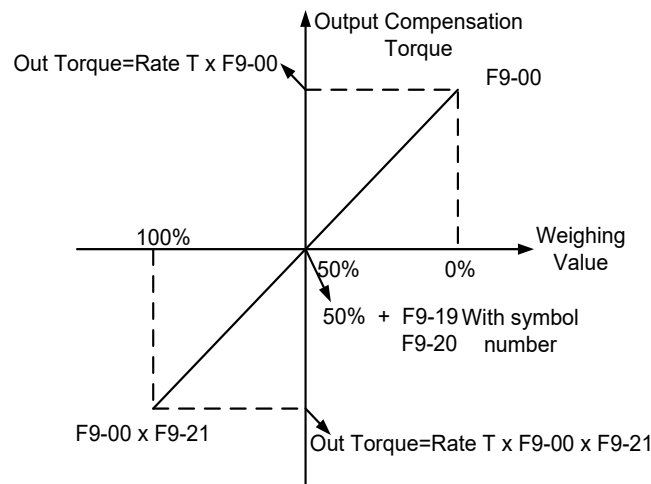 Output Compensation
Torque
Out Torque=Rate T x F9-00
F9-00
100%
Weighing
Value
50%
0%
50% + F9-19 With symbol
F9-20 number
F9-00 x F9-21
Out Torque=Rate T x F9-00 x F9-21